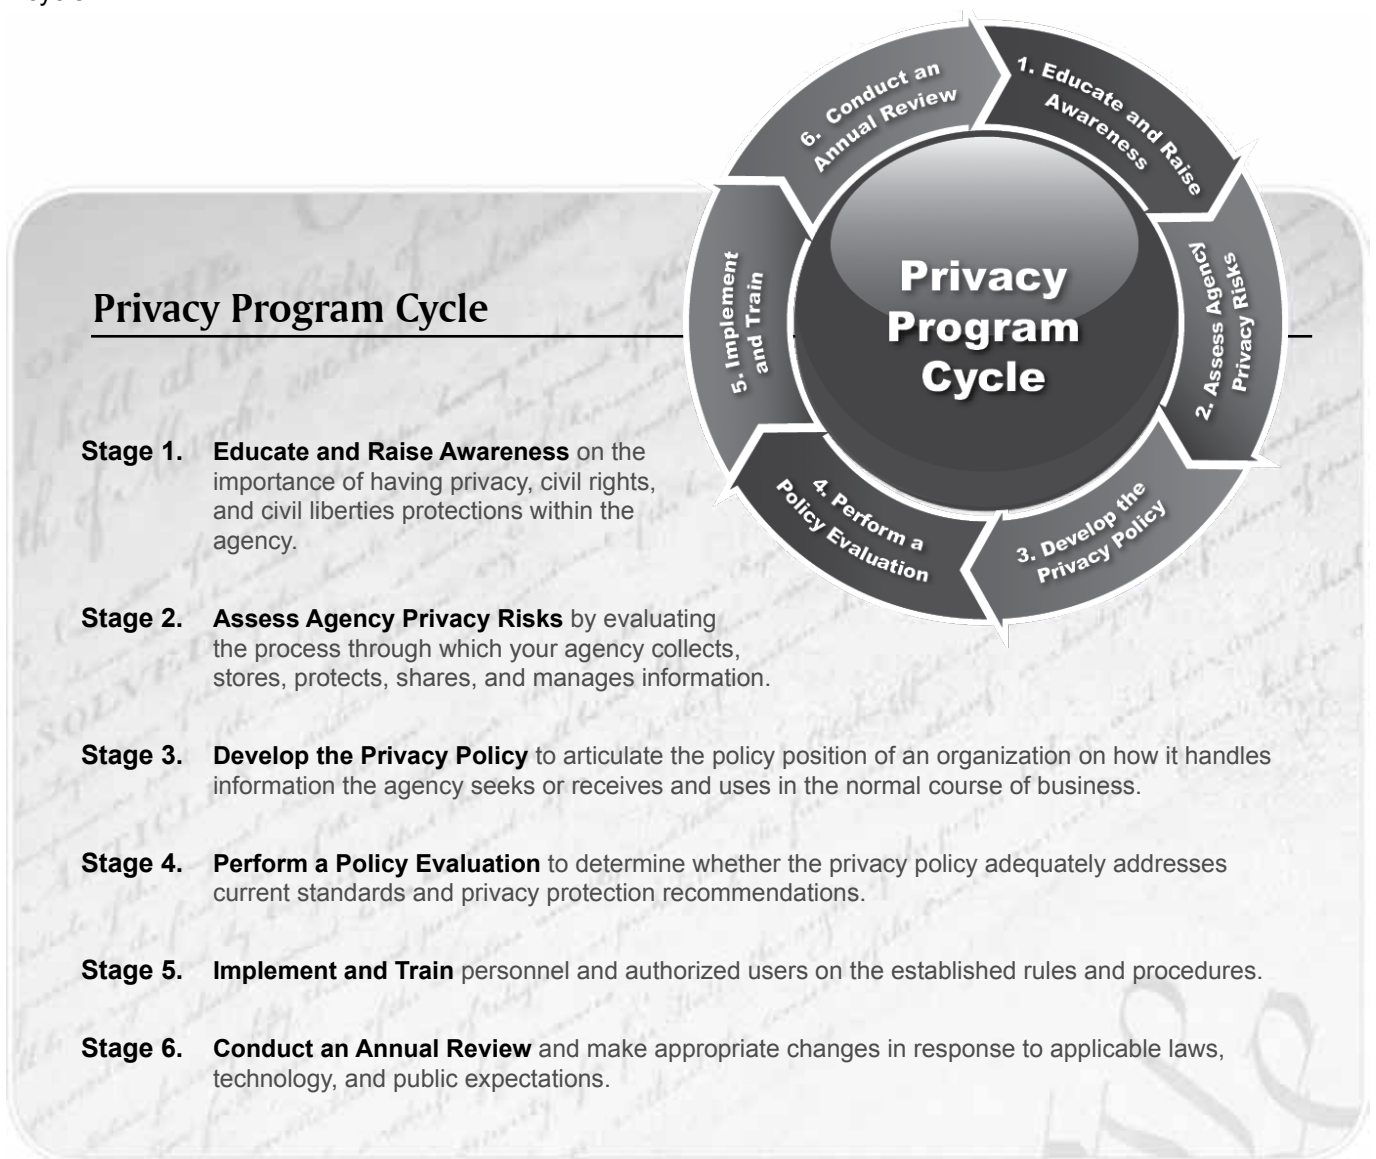 1. Educate and Raise
Awareness
2. Assess Agency
Privacy Risks
3. Develop the
Privacy Policy
4. Perform a
Policy Evaluation
5. Implement
and Train
6. Conduct an
Annual Review
Privacy
Program
Cycle
Privacy Program Cycle
Stage 1. Educate and Raise Awareness on the
importance of having privacy, civil rights,
and civil liberties protections within the
agency.
Stage 2. Assess Agency Privacy Risks by evaluating
the process through which your agency collects,
stores, protects, shares, and manages information.
Stage 3. Develop the Privacy Policy to articulate the policy position of an organization on how it handles
information the agency seeks or receives and uses in the normal course of business.
Stage 4. Perform a Policy Evaluation to determine whether the privacy policy adequately addresses
current standards and privacy protection recommendations.
Stage 5. Implement and Train personnel and authorized users on the established rules and procedures.
Stage 6. Conduct an Annual Review and make appropriate changes in response to applicable laws,
technology, and public expectations.